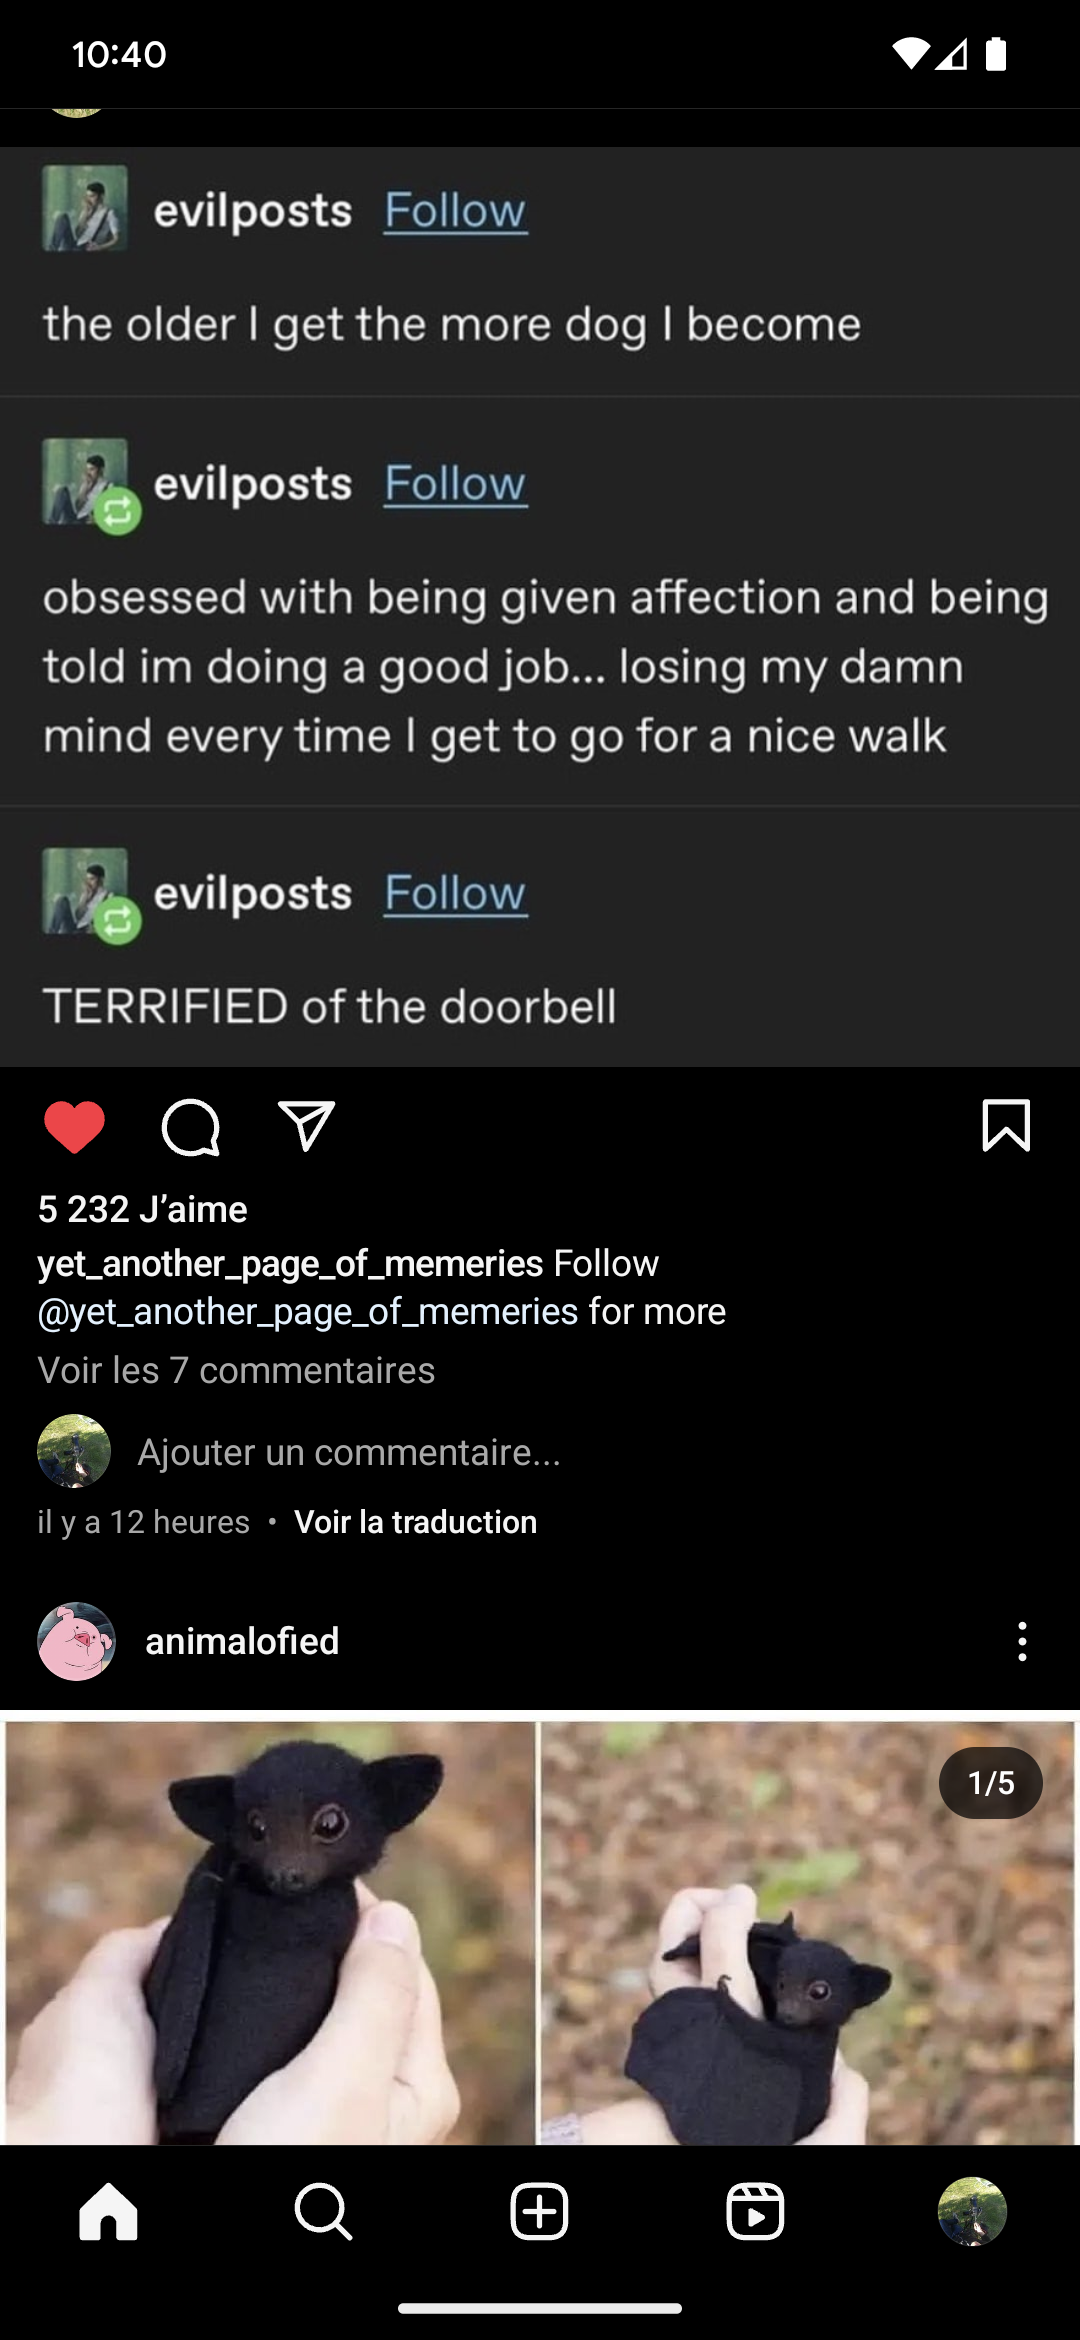 10:40
evilposts Follow
the older I get the more dog I become
evilposts Follow
obsessed with being given affection and being
told im doing a good job... losing my damn
mind every time I get to go for a nice walk
evilposts Follow
TERRIFIED of the doorbell
5 232 J’aime
yet_another_page_of_memeries Follow
@yet_another_page_of_memeries for more
Voir les 7 commentaires
Ajouter un commentaire...
il y a 12 heures • Voir la traduction
animalofied
1/5